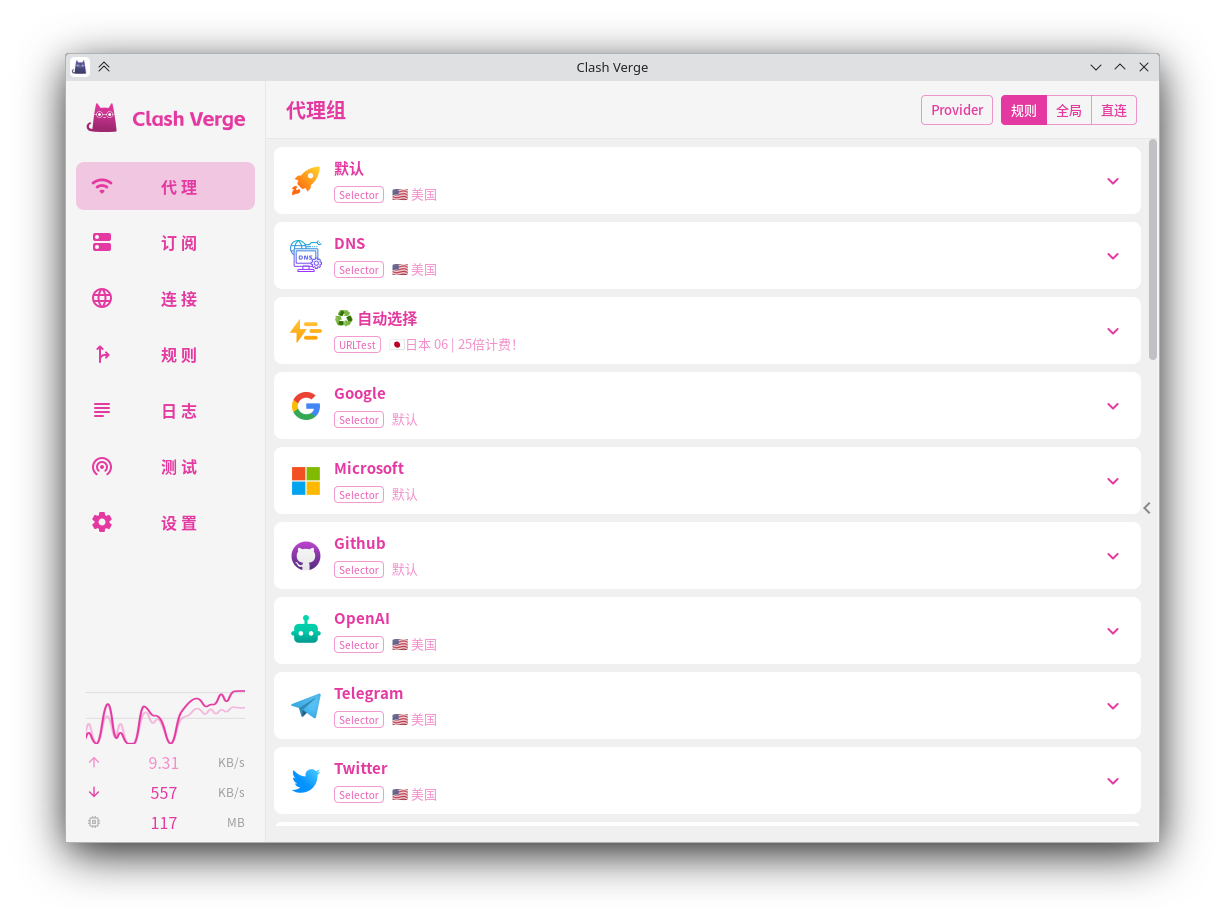 Clash Verge
Clash Verge
代 理
订 阅
连 接
规 则
日 志
测 试
设 置
9.31 KB/s
557 KB/s
117 MB
代理组
Provider 规则 全局 直连
默认
Selector 🇺🇸 美国
DNS
DNS
Selector 🇺🇸 美国
♻️ 自动选择
URLTest 🇯🇵日本 06 | 25倍计费!
Google
Selector 默认
Microsoft
Selector 默认
Github
Selector 默认
OpenAI
Selector 🇺🇸 美国
Telegram
Selector 🇺🇸 美国
Twitter
Selector 🇺🇸 美国